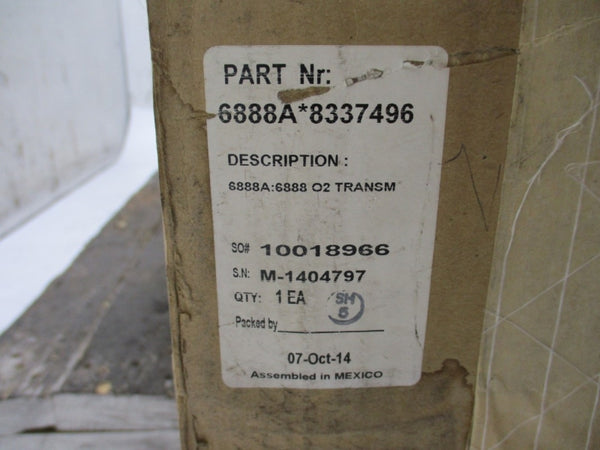 PART Nr:
6888A*8337496
DESCRIPTION :
6888A:6888 O2 TRANSM
SO# 10018966
S.N: M-1404797
QTY: 1 EA SH
5
Packed by
07-Oct-14
Assembled in MEXICO